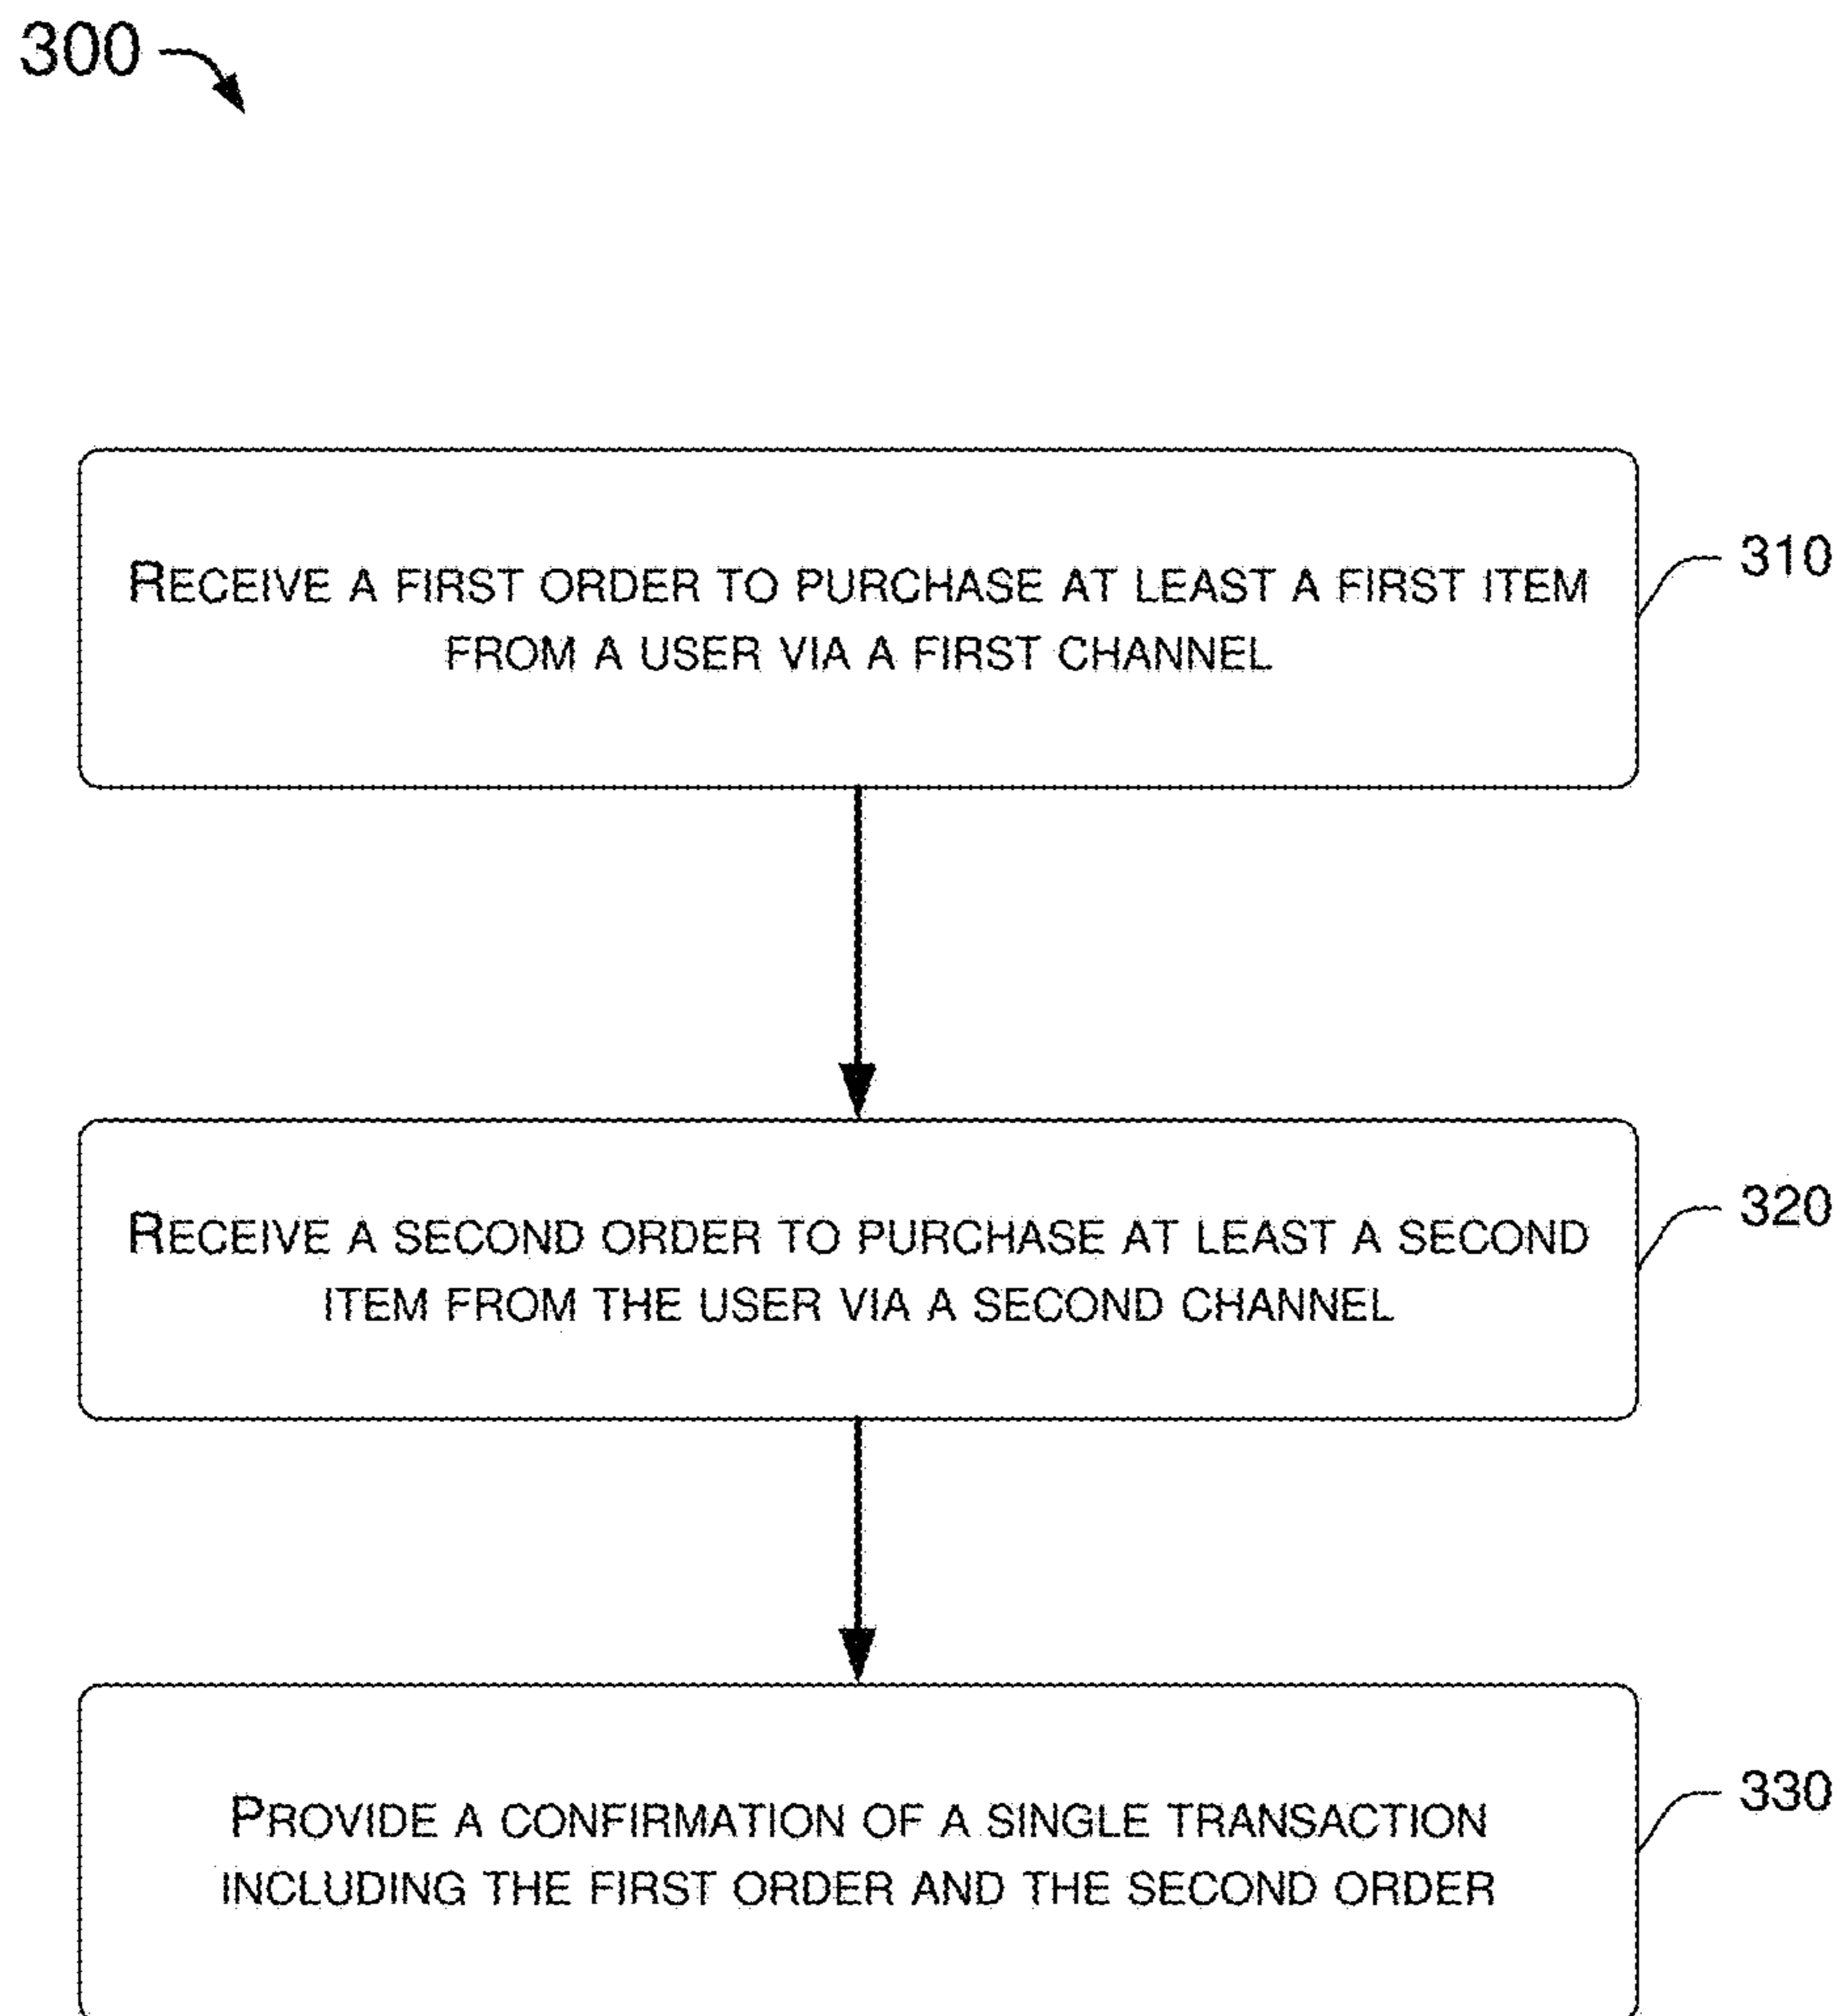 300
RECEIVE A FIRST ORDER TO PURCHASE AT LEAST A FIRST ITEM
FROM A USER VIA A FIRST CHANNEL
310
RECEIVE A SECOND ORDER TO PURCHASE AT LEAST A SECOND
ITEM FROM THE USER VIA A SECOND CHANNEL
320
PROVIDE A CONFIRMATION OF A SINGLE TRANSACTION
INCLUDING THE FIRST ORDER AND THE SECOND ORDER
330